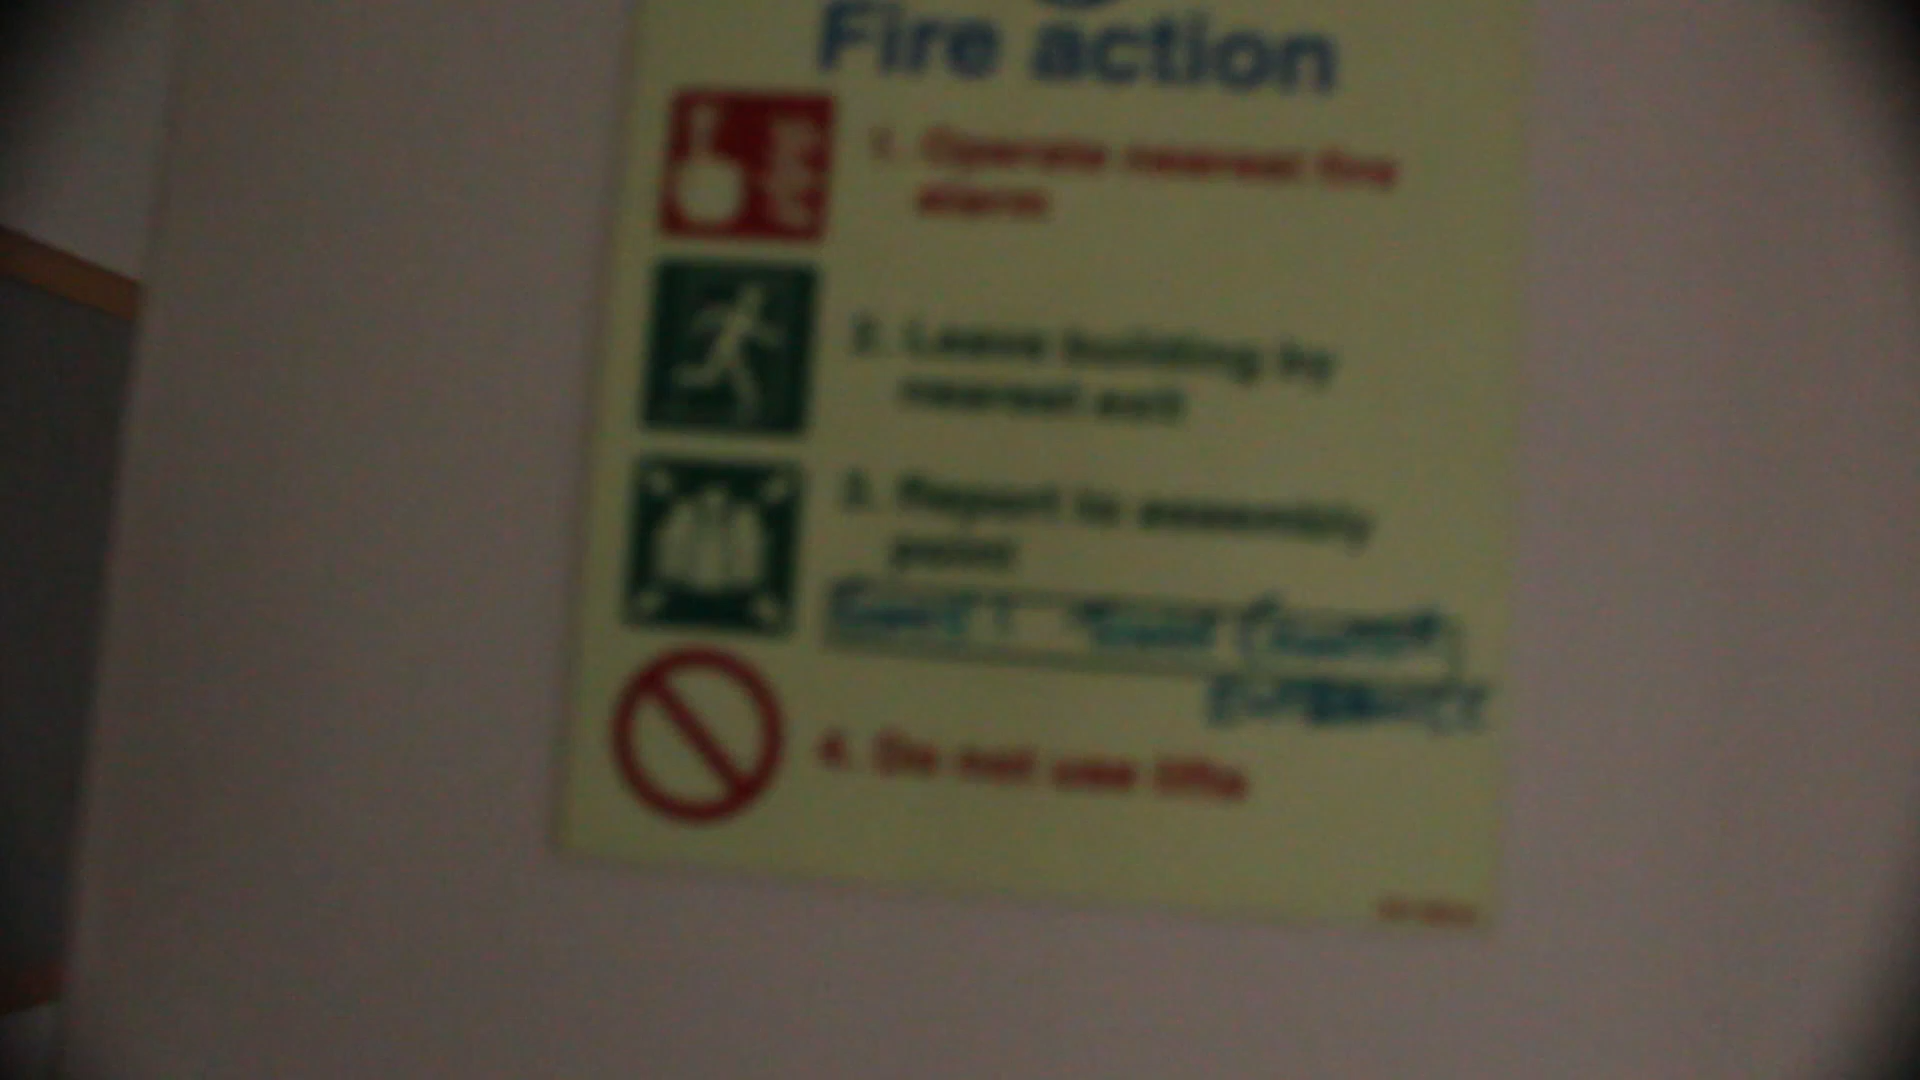 Fire action
1. Operate nearest fire
alarm
2. Leave building by
nearest exit
3. Report to assembly
point
4. Do not use lifts